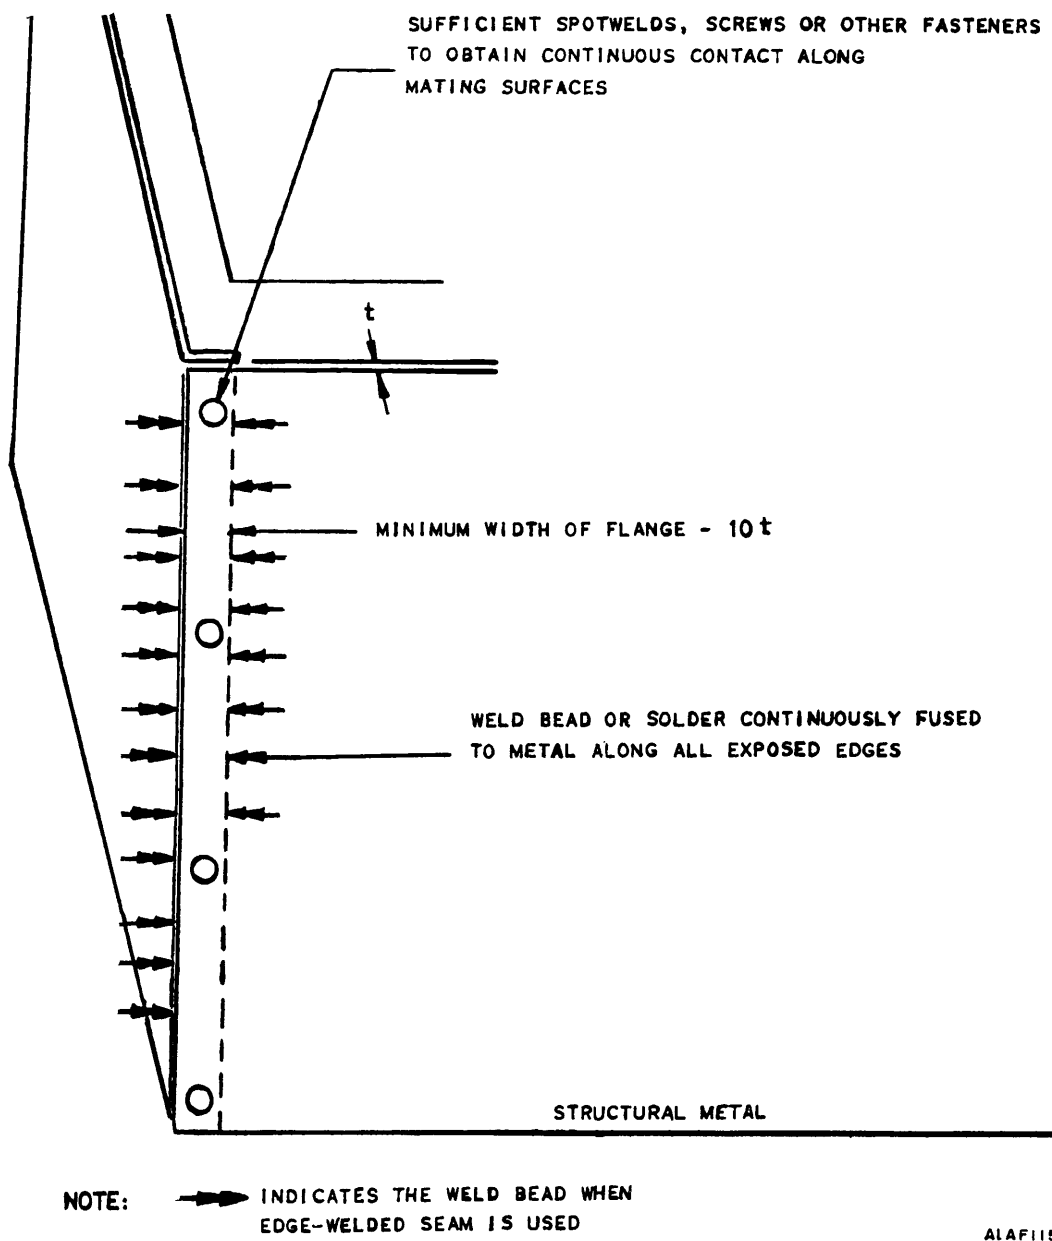 SUFFICIENT SPOTWELDS, SCREWS OR OTHER FASTENERS
TO OBTAIN CONTINUOUS CONTACT ALONG
MATING SURFACES
t
MINIMUM WIDTH OF FLANGE - 10t
WELD BEAD OR SOLDER CONTINUOUSLY FUSED
TO METAL ALONG ALL EXPOSED EDGES
STRUCTURAL METAL
NOTE: INDICATES THE WELD BEAD WHEN
EDGE-WELDED SEAM IS USED
ALAF115